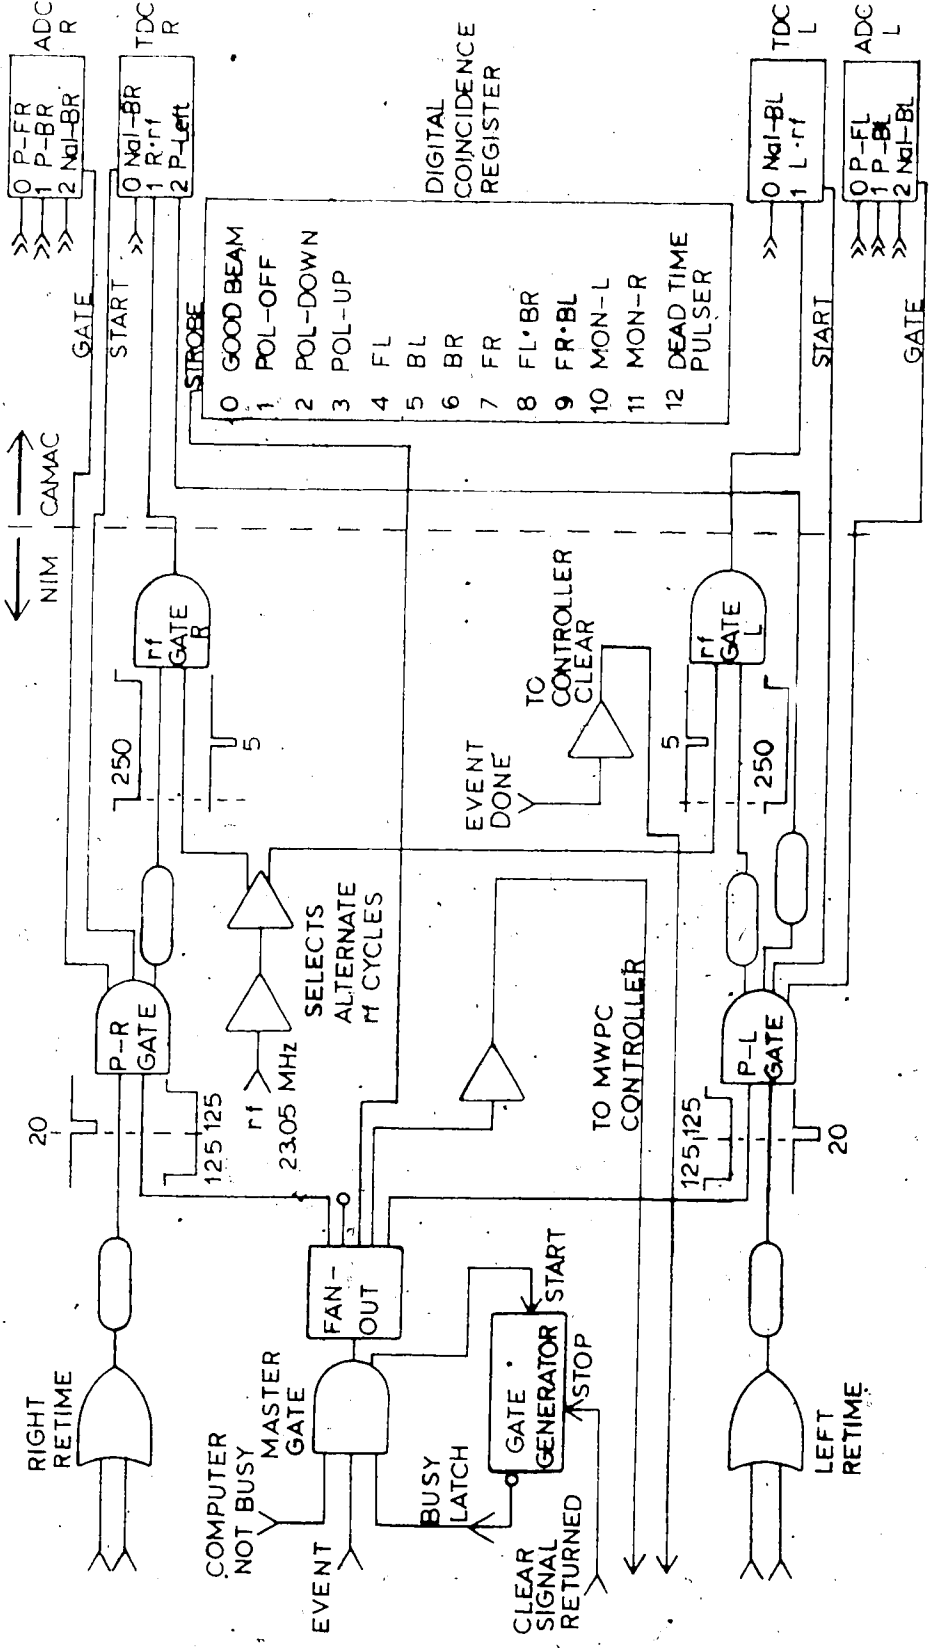 RIGHT
RETIME
COMPUTER
NOT BUSY
EVENT
MASTER
GATE
BUSY
LATCH
GATE
GENERATOR
START
STOP
CLEAR
SIGNAL
RETURNED
LEFT
RETIME
FAN-
OUT
20
125 125
P-R
GATE
rf
23.05 MHz
SELECTS
ALTERNATE
rf CYCLES
TO MWPC
CONTROLLER
125 125
20
P-L
GATE
250
5
rf
GATE
R
EVENT
DONE
TO
CONTROLLER
CLEAR
5
250
rf
GATE
L
NIM
CAMAC
GATE
START
STROBE
0 GOOD BEAM
1 POL-OFF
2 POL-DOWN
3 POL-UP
4 FL
5 BL
6 BR
7 FR
8 FL·BR
9 FR·BL
10 MON-L
11 MON-R
12 DEAD TIME
PULSER
DIGITAL
COINCIDENCE
REGISTER
START
GATE
0 P-FR
1 P-BR
2 NaI-BR
ADC
R
0 NaI-BR
1 R·rf
2 P-Left
TDC
R
0 NaI-BL
1 L·rf
TDC
L
0 P-FL
1 P-BL
2 NaI-BL
ADC
L